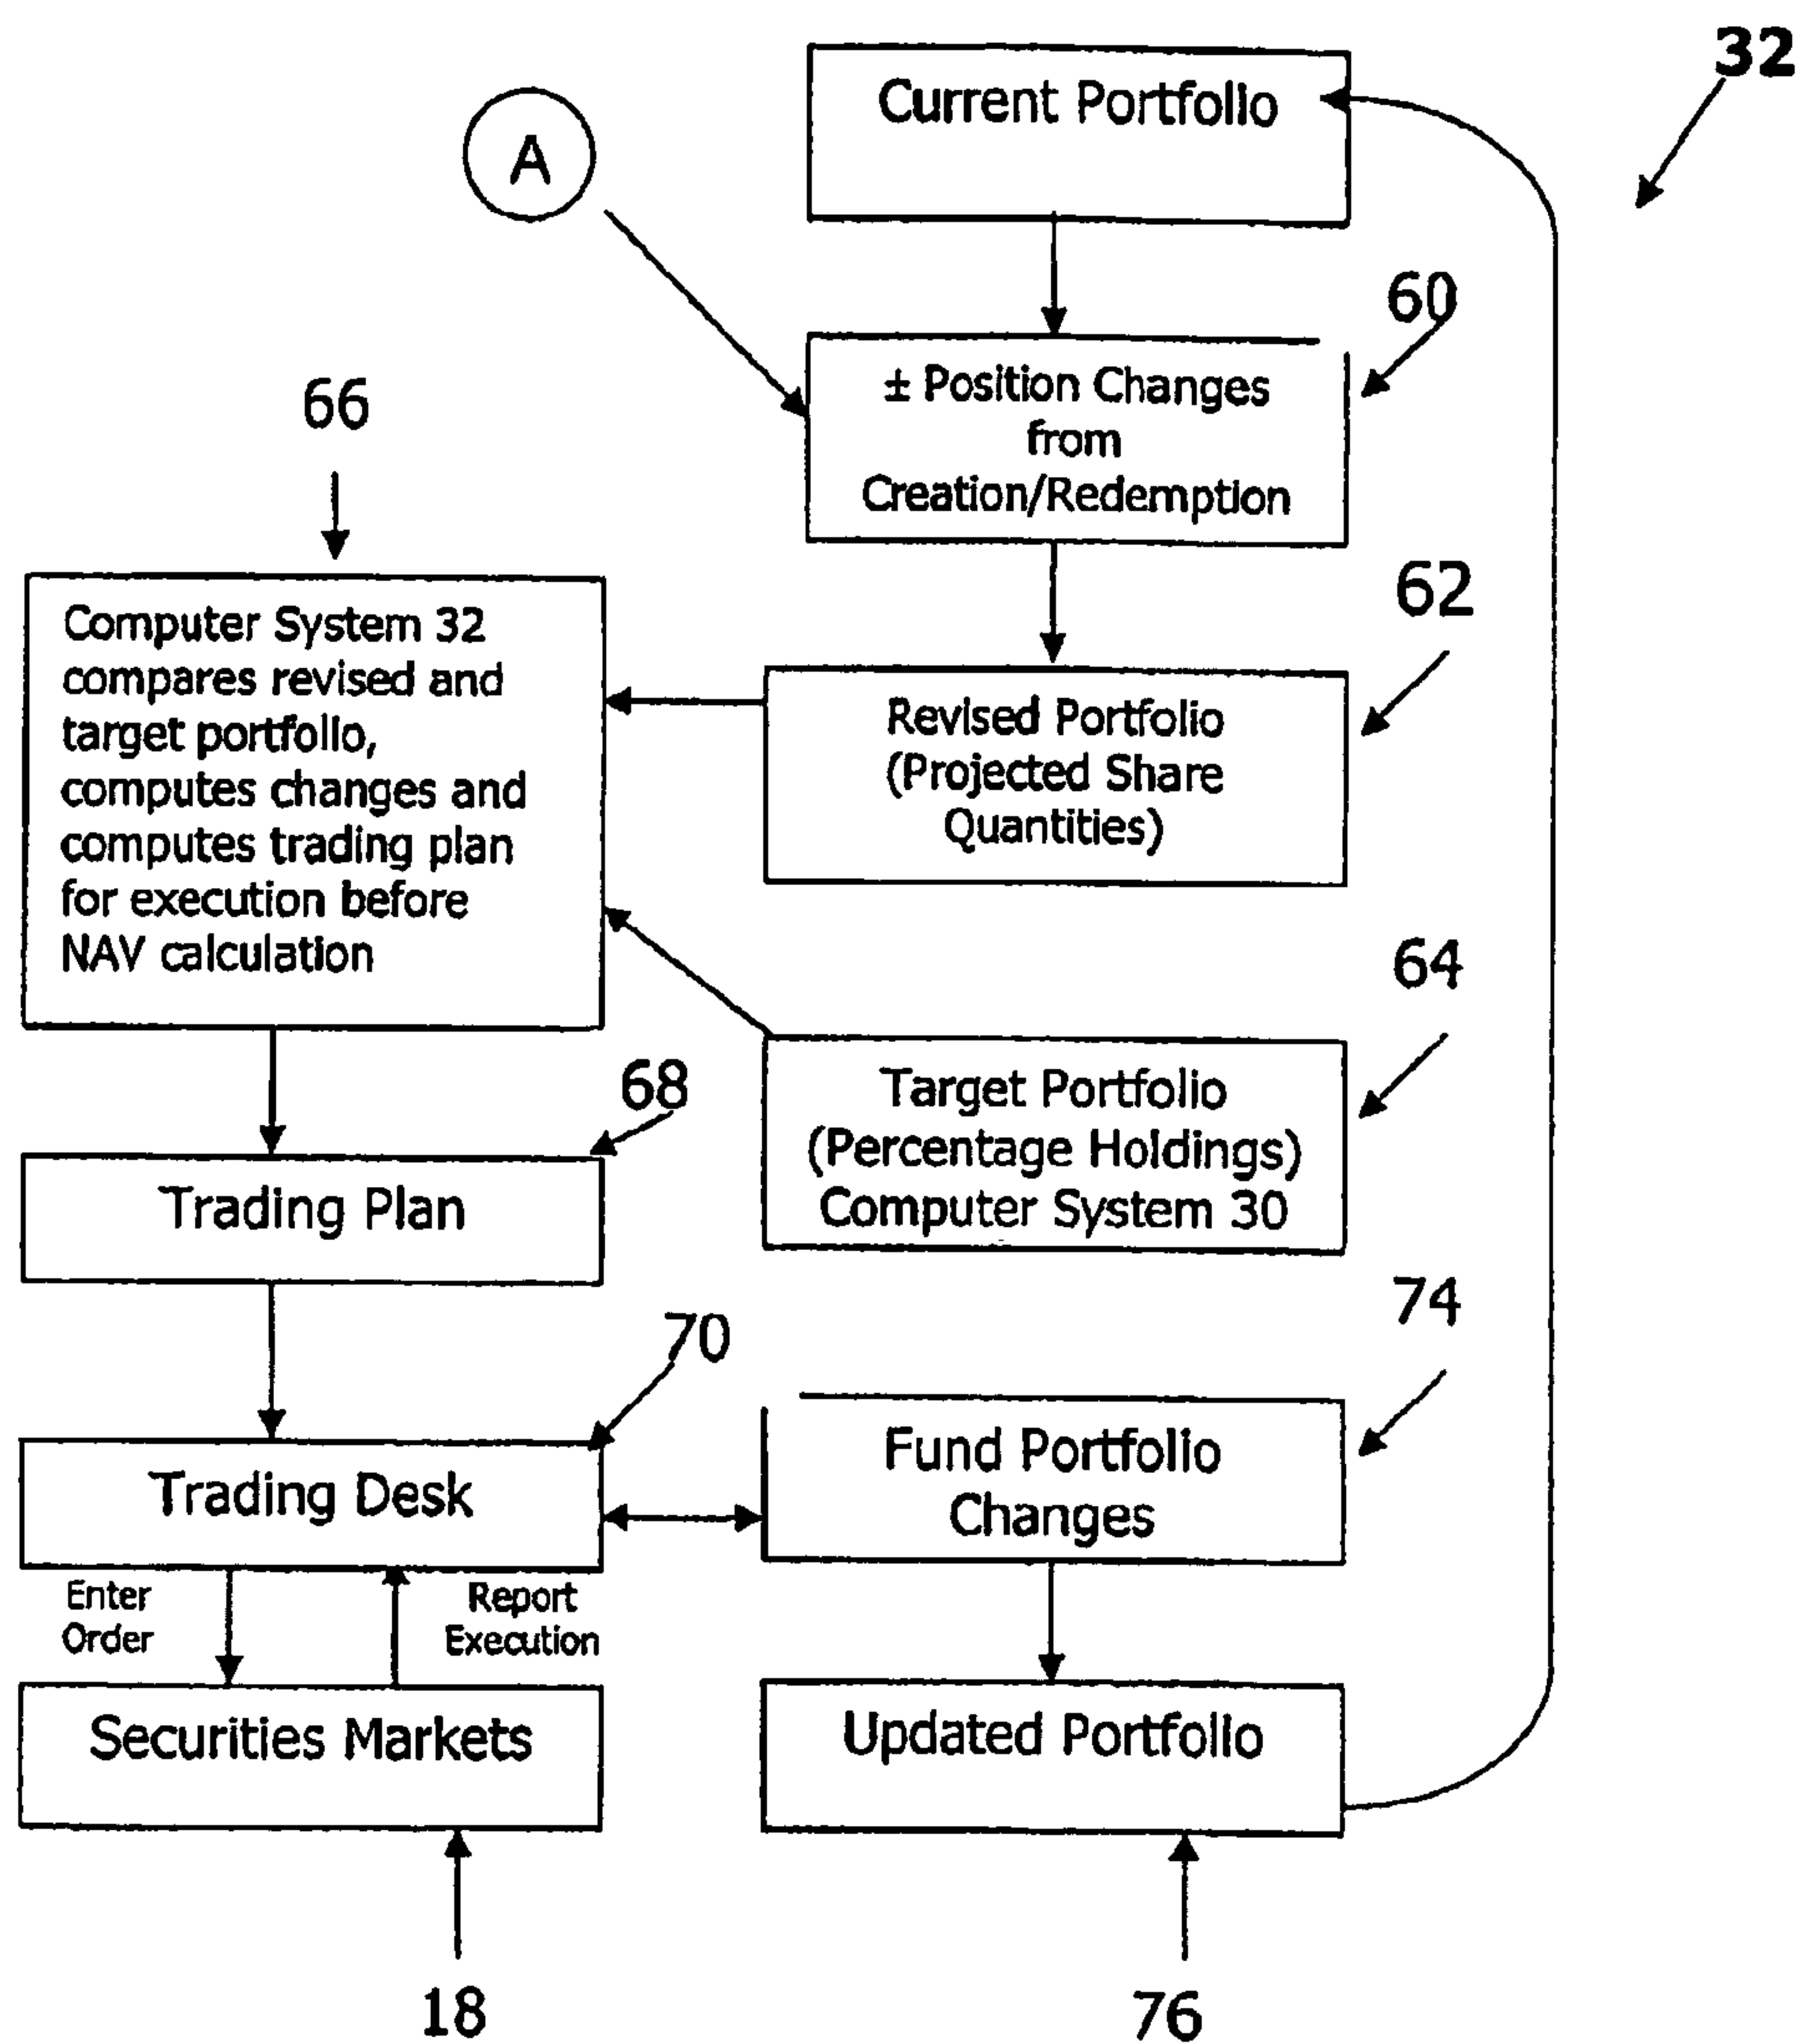 32
Current Portfolio
A
60
± Position Changes
from
Creation/Redemption
66
62
Computer System 32
compares revised and
target portfolio,
computes changes and
computes trading plan
for execution before
NAV calculation
Revised Portfolio
(Projected Share
Quantities)
64
Target Portfolio
(Percentage Holdings)
Computer System 30
68
Trading Plan
74
70
Trading Desk
Fund Portfolio
Changes
Enter
Order
Report
Execution
Securities Markets
Updated Portfolio
18
76